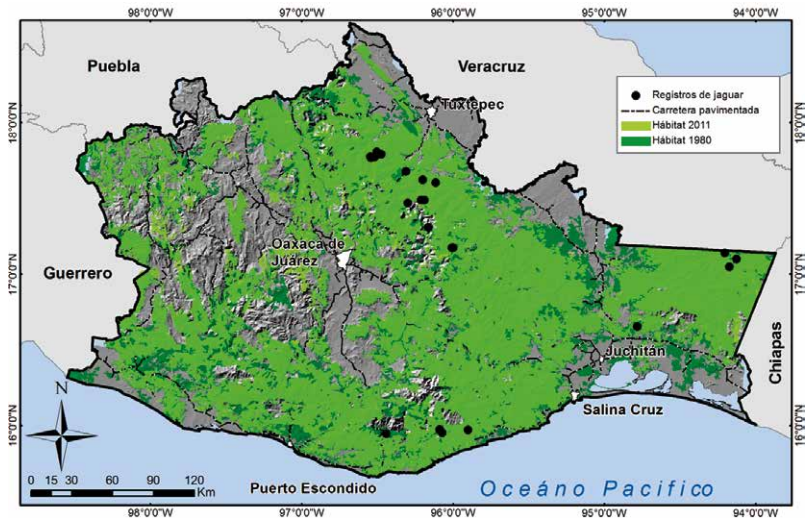 98°0'0"O
97°0'0"O
96°0'0"O
95°0'0"O
94°0'0"O
Puebla
Veracruz
Registros de jaguar
Carretera pavimentada
Hábitat 2011
Hábitat 1980
Tuxtepec
18°0'0"N
18°0'0"N
Oaxaca de
Juárez
Guerrero
17°0'0"N
17°0'0"N
Juchitán
Chiapas
Salina Cruz
N
16°0'0"N
16°0'0"N
0 15 30 60 90 120
Km
Puerto Escondido
Oceáno Pacifico
98°0'0"O
97°0'0"O
96°0'0"O
95°0'0"O
94°0'0"O